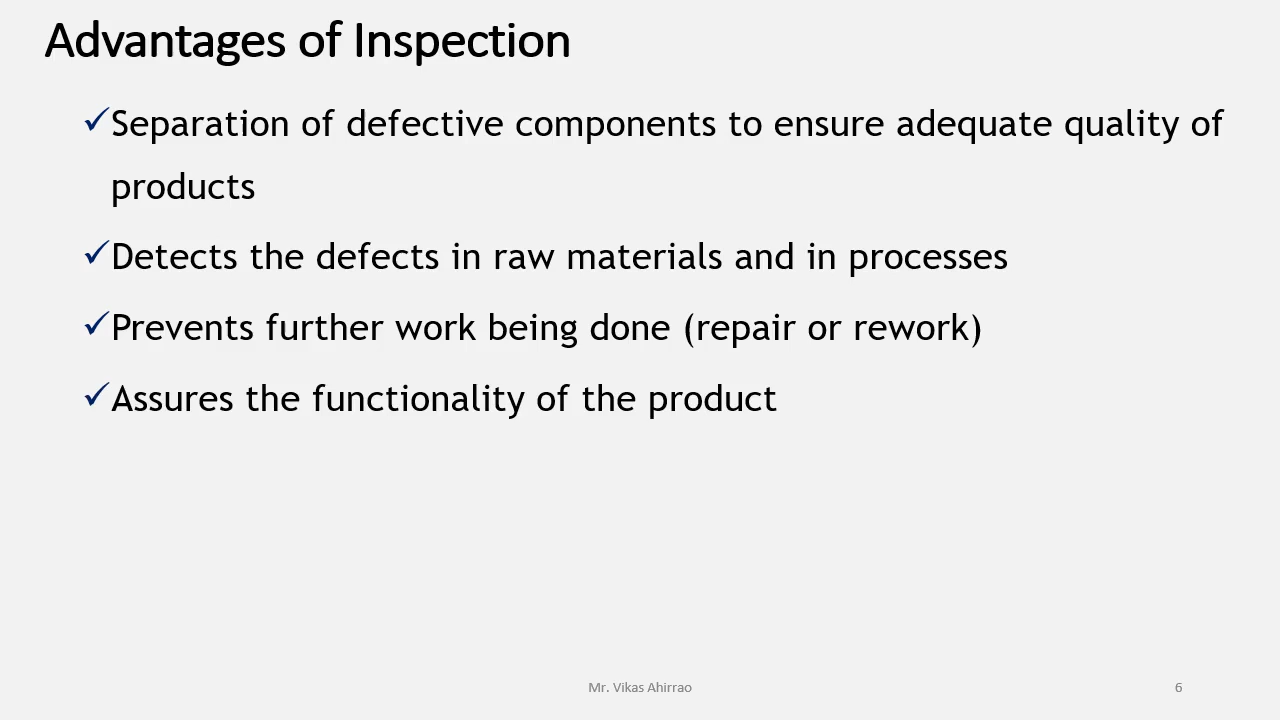 Advantages of Inspection
✓Separation of defective components to ensure adequate quality of
products
✓Detects the defects in raw materials and in processes
✓Prevents further work being done (repair or rework)
✓Assures the functionality of the product
Mr. Vikas Ahirrao
6